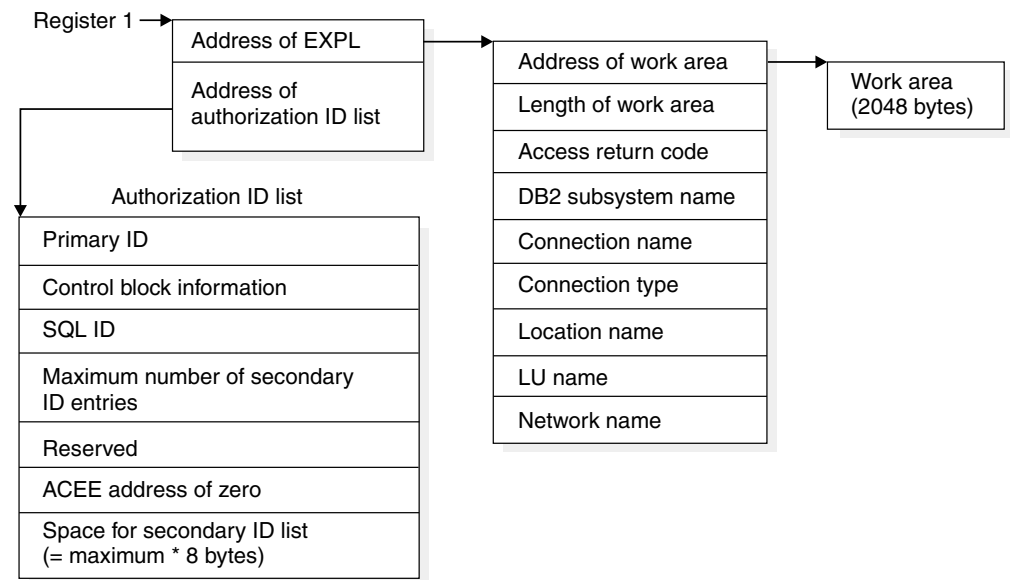 Register 1
Address of EXPL
Address of
authorization ID list
Address of work area
Length of work area
Access return code
DB2 subsystem name
Connection name
Connection type
Location name
LU name
Network name
Work area
(2048 bytes)
Authorization ID list
Primary ID
Control block information
SQL ID
Maximum number of secondary
ID entries
Reserved
ACEE address of zero
Space for secondary ID list
(= maximum * 8 bytes)